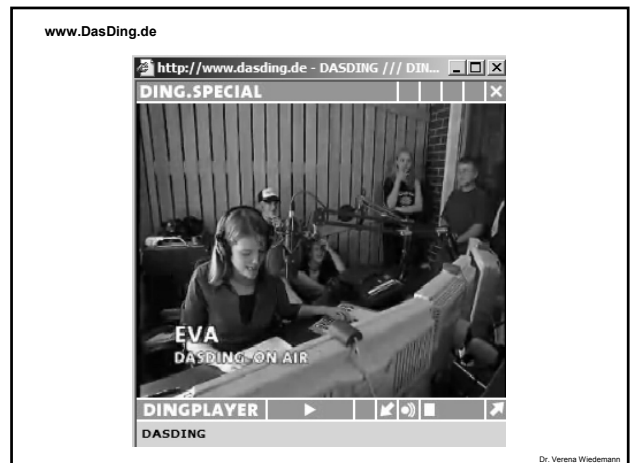 www.DasDing.de
http://www.dasding.de - DASDING /// DIN...
DING.SPECIAL
EVA
DASDING. ON AIR
DINGPLAYER
DASDING
Dr. Verena Wiedemann